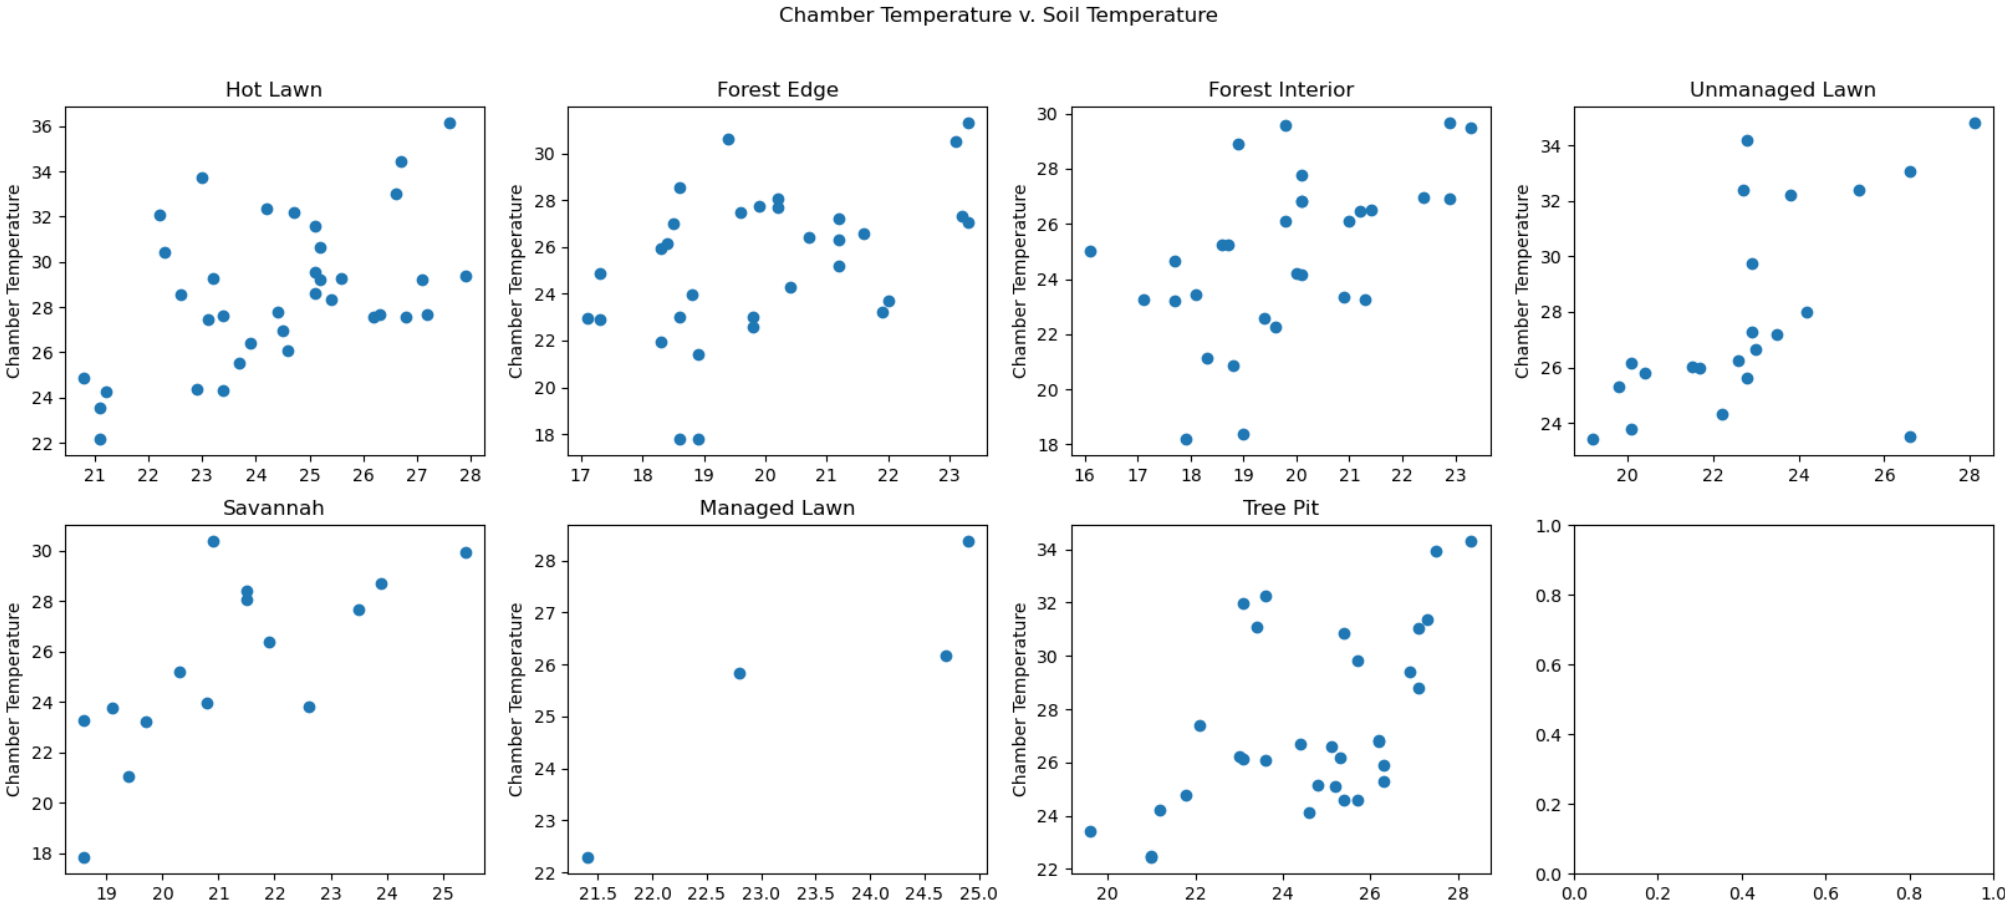 Chamber Temperature v. Soil Temperature
Hot Lawn
Chamber Temperature
36
34
32
30
28
26
24
22
21 22 23 24 25 26 27 28
Forest Edge
Chamber Temperature
30
28
26
24
22
20
18
17 18 19 20 21 22 23
Forest Interior
Chamber Temperature
30
28
26
24
22
20
18
16 17 18 19 20 21 22 23
Unmanaged Lawn
Chamber Temperature
34
32
30
28
26
24
20 22 24 26 28
Savannah
Chamber Temperature
30
28
26
24
22
20
18
19 20 21 22 23 24 25
Managed Lawn
Chamber Temperature
28
27
26
25
24
23
22
21.5 22.0 22.5 23.0 23.5 24.0 24.5 25.0
Tree Pit
Chamber Temperature
34
32
30
28
26
24
22
20 22 24 26 28
1.0
0.8
0.6
0.4
0.2
0.0
0.0 0.2 0.4 0.6 0.8 1.0